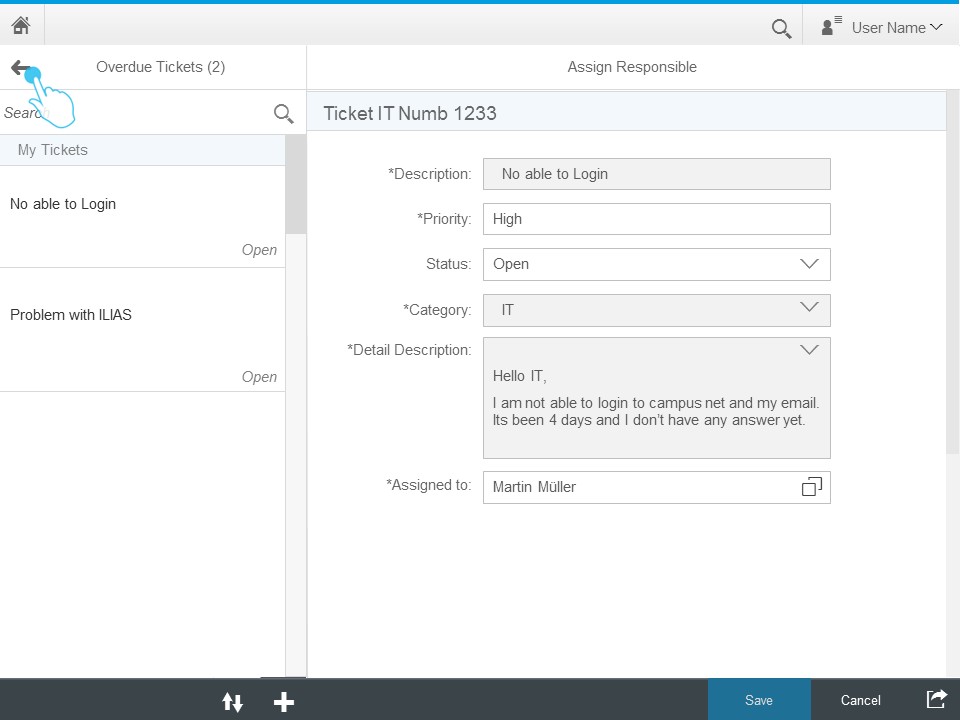 User Name
Overdue Tickets (2)
Assign Responsible
Search
Ticket IT Numb 1233
My Tickets
No able to Login
Open
Problem with ILIAS
Open
*Description: No able to Login
*Priority: High
Status: Open
*Category: IT
*Detail Description:
Hello IT,
I am not able to login to campus net and my email.
Its been 4 days and I don't have any answer yet.
*Assigned to: Martin Müller
Save
Cancel